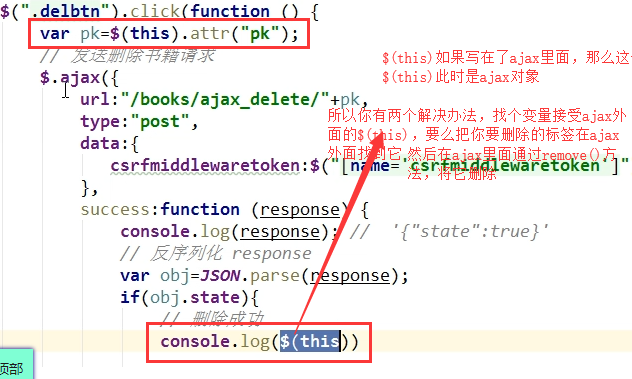 $(".delbtn").click(function () {
var pk=$(this).attr("pk");
// 发送删除书籍请求
$.ajax({
$(this)如果写在了ajax里面，那么这
$(this)此时是ajax对象
url:"/books/ajax_delete/"+pk,
type:"post",
所以你有两个解决办法，找个变量接受ajax外
面的$(this)，要么把你要删除的标签在ajax
外面找到它 然后在ajax里面通过remove()方
法，将它删除
data:{
csrfmiddlewaretoken:$("[name='csrfmiddlewaretoken']"
},
success:function (response) {
console.log(response); // '{"state":true}'
// 反序列化 response
var obj=JSON.parse(response);
if(obj.state){
// 删除成功
console.log($(this))
顶部